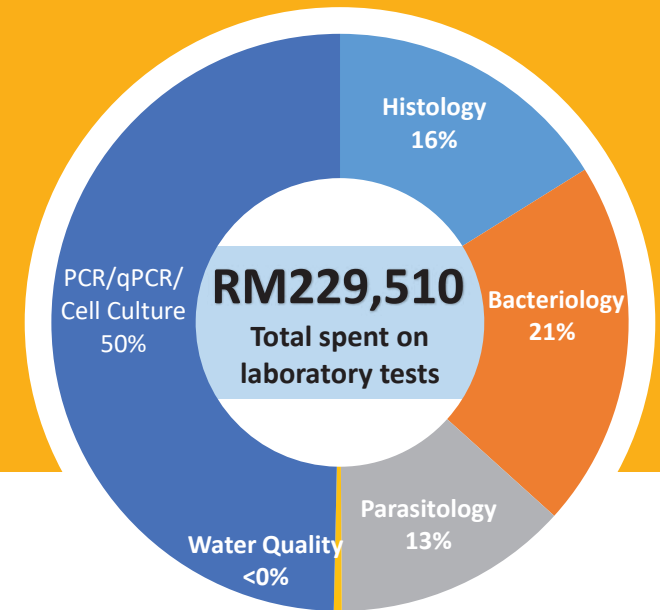 Histology
16%
PCR/qPCR/
Cell Culture
50%
RM229,510
Total spent on
laboratory tests
Bacteriology
21%
Parasitology
13%
Water Quality
<0%